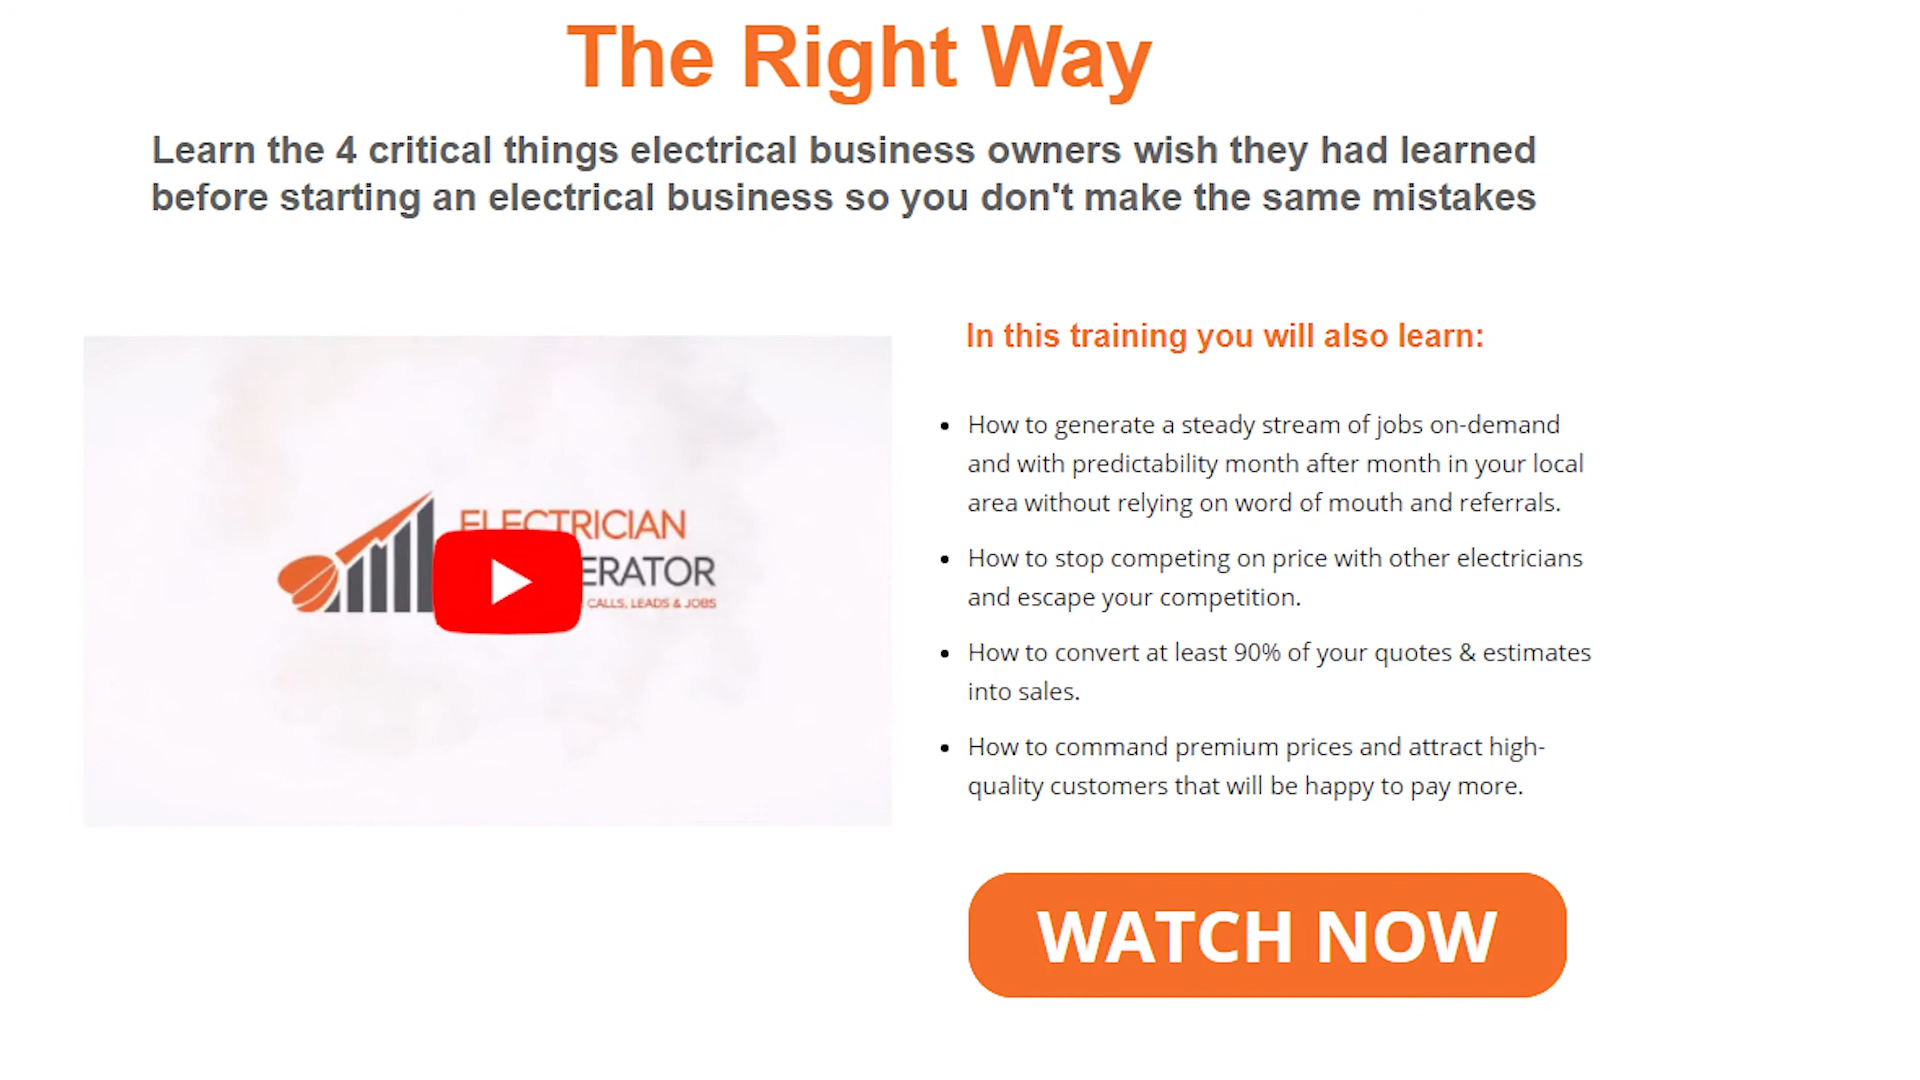 The Right Way
Learn the 4 critical things electrical business owners wish they had learned
before starting an electrical business so you don't make the same mistakes
ELECTRICIAN
ERATOR
CALLS, LEADS & JOBS
In this training you will also learn:
How to generate a steady stream of jobs on-demand
and with predictability month after month in your local
area without relying on word of mouth and referrals.
How to stop competing on price with other electricians
and escape your competition.
How to convert at least 90% of your quotes & estimates
into sales.
How to command premium prices and attract high-
quality customers that will be happy to pay more.
WATCH NOW